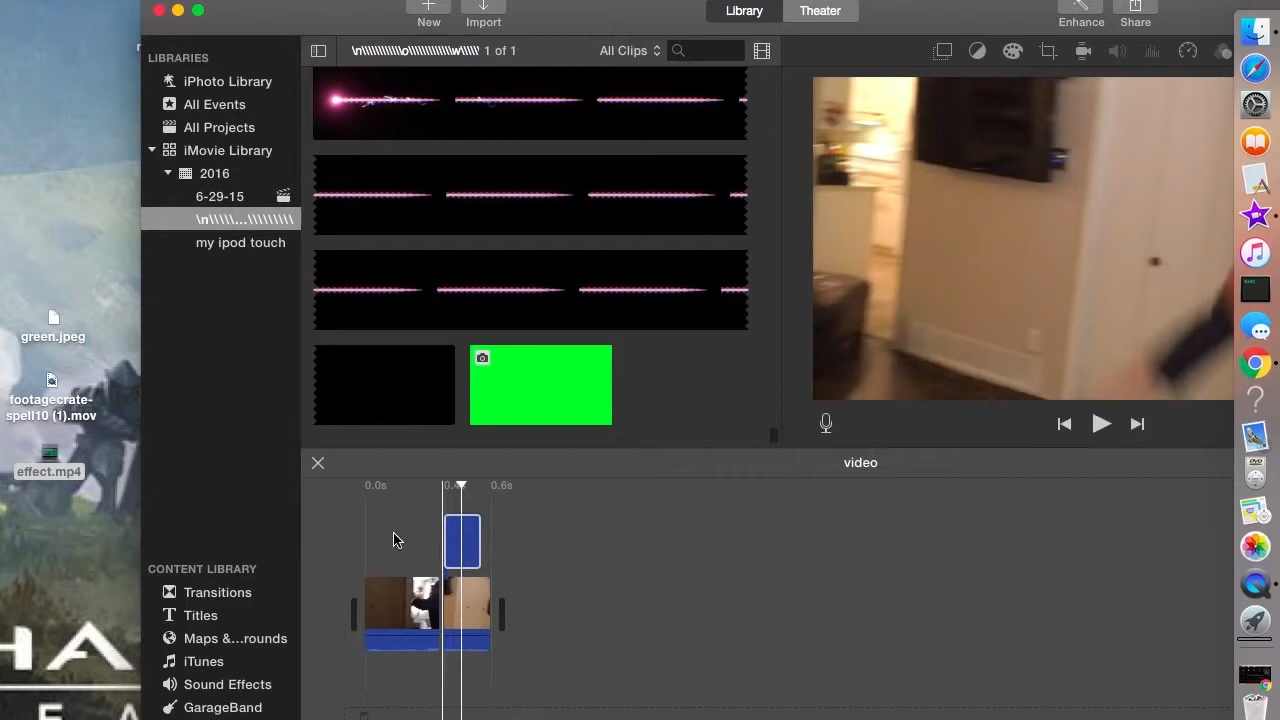 New
Import
Library
Theater
Enhance
Share
LIBRARIES
iPhoto Library
All Events
All Projects
iMovie Library
2016
6-29-15
\n\\\\\...\\\\\\\\\
my ipod touch
1 of 1
All Clips
green.jpeg
footagecrate-
spell10 (1).mov
effect.mp4
video
0.0s
0.6s
CONTENT LIBRARY
Transitions
T Titles
Maps &...rounds
iTunes
Sound Effects
GarageBand